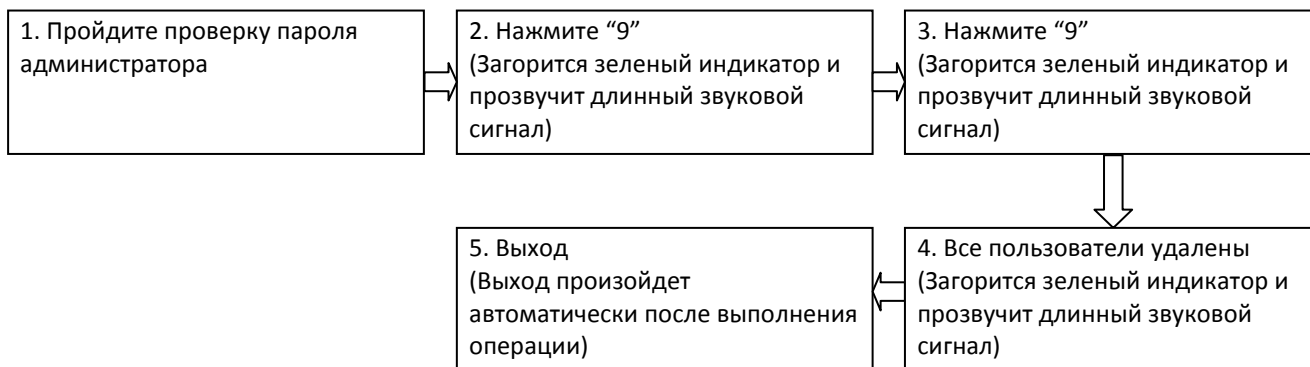 1. Пройдите проверку пароля
администратора
2. Нажмите “9”
(Загорится зеленый индикатор и
прозвучит длинный звуковой
сигнал)
3. Нажмите “9”
(Загорится зеленый индикатор и
прозвучит длинный звуковой
сигнал)
4. Все пользователи удалены
(Загорится зеленый индикатор и
прозвучит длинный звуковой
сигнал)
5. Выход
(Выход произойдет
автоматически после выполнения
операции)